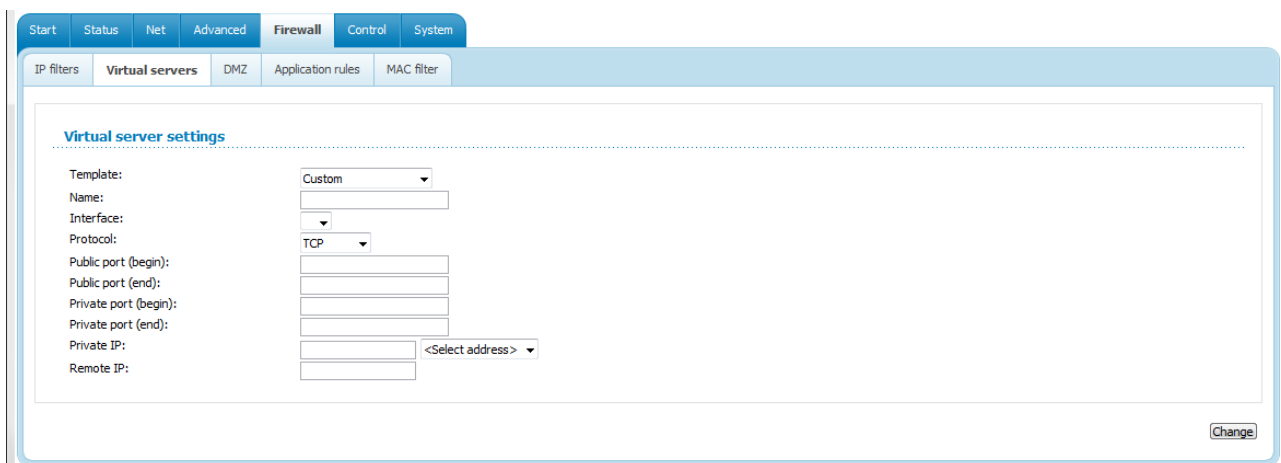 Start Status Net Advanced Firewall Control System
IP filters Virtual servers DMZ Application rules MAC filter
Virtual server settings
Template: Custom
Name:
Interface:
Protocol: TCP
Public port (begin):
Public port (end):
Private port (begin):
Private port (end):
Private IP: <Select address>
Remote IP:
Change